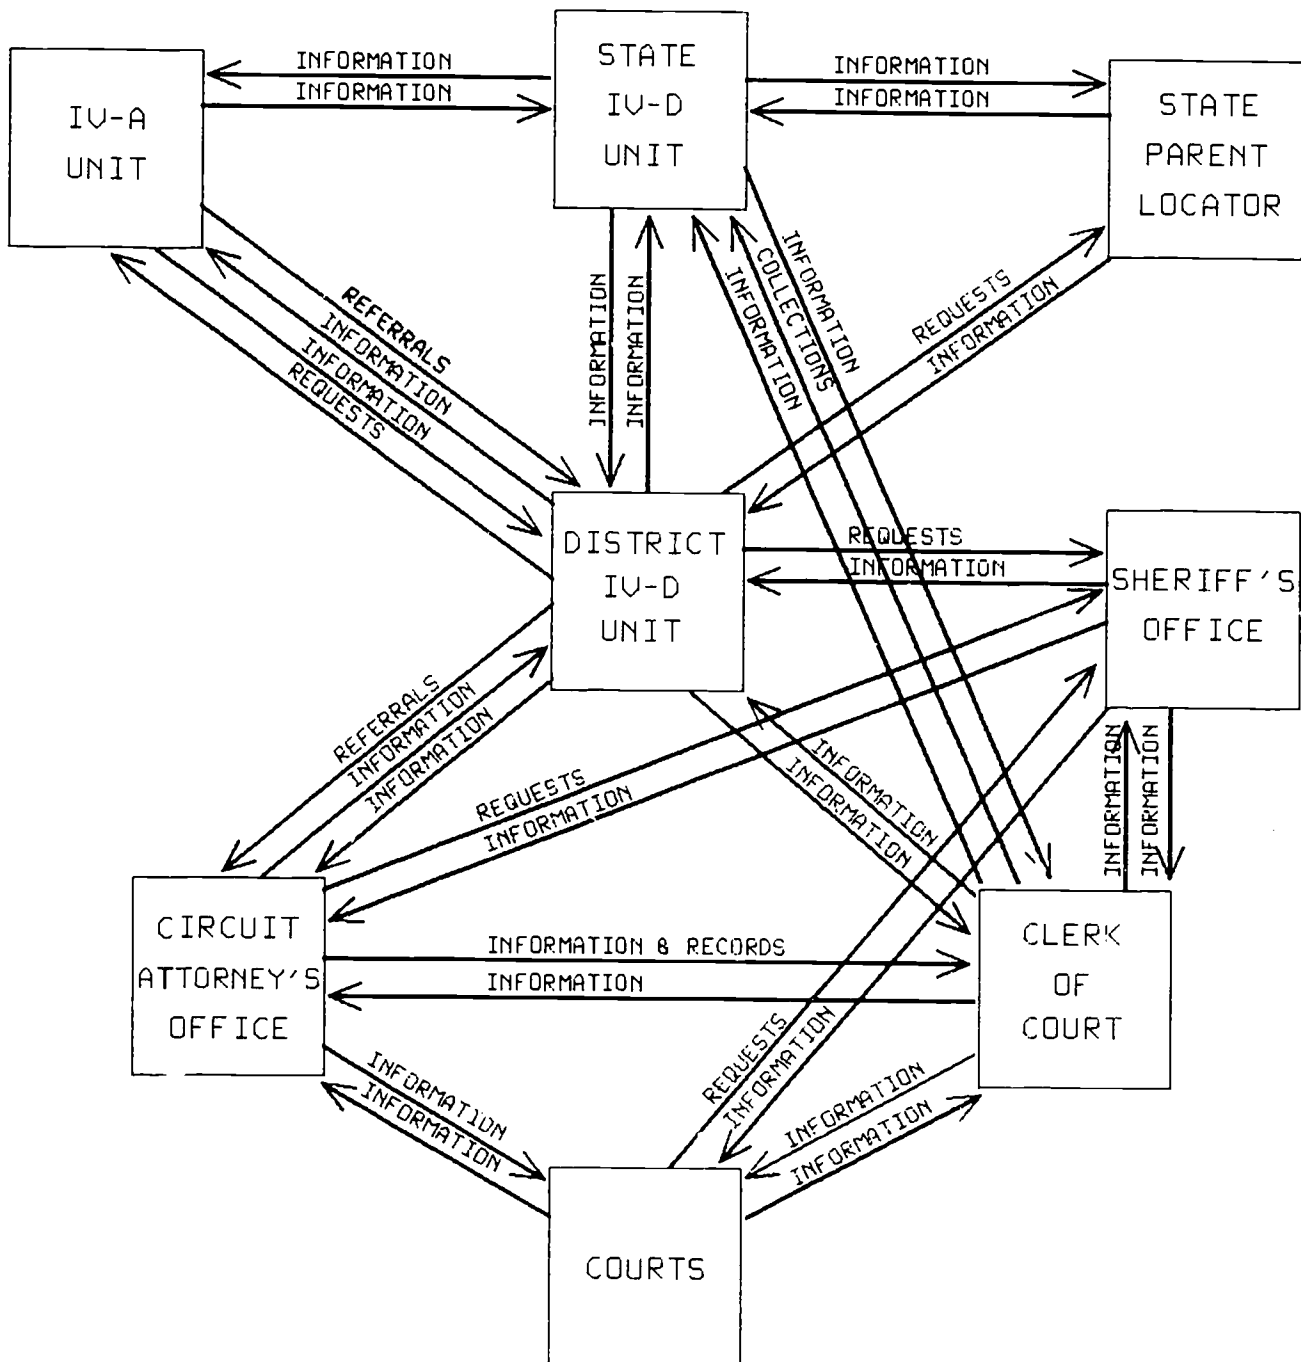 INFORMATION
INFORMATION
IV-A
UNIT
STATE
IV-D
UNIT
INFORMATION
INFORMATION
STATE
PARENT
LOCATOR
REFERRALS
INFORMATION
INFORMATION
REQUESTS
INFORMATION
INFORMATION
INFORMATION
COLLECTIONS
INFORMATION
REQUESTS
INFORMATION
DISTRICT
IV-D
UNIT
REQUESTS
INFORMATION
SHERIFF'S
OFFICE
REFERRALS
INFORMATION
INFORMATION
REQUESTS
INFORMATION
INFORMATION
INFORMATION
INFORMATION
INFORMATION
CIRCUIT
ATTORNEY'S
OFFICE
INFORMATION & RECORDS
INFORMATION
CLERK
OF
COURT
INFORMATION
INFORMATION
REQUESTS
INFORMATION
INFORMATION
INFORMATION
COURTS